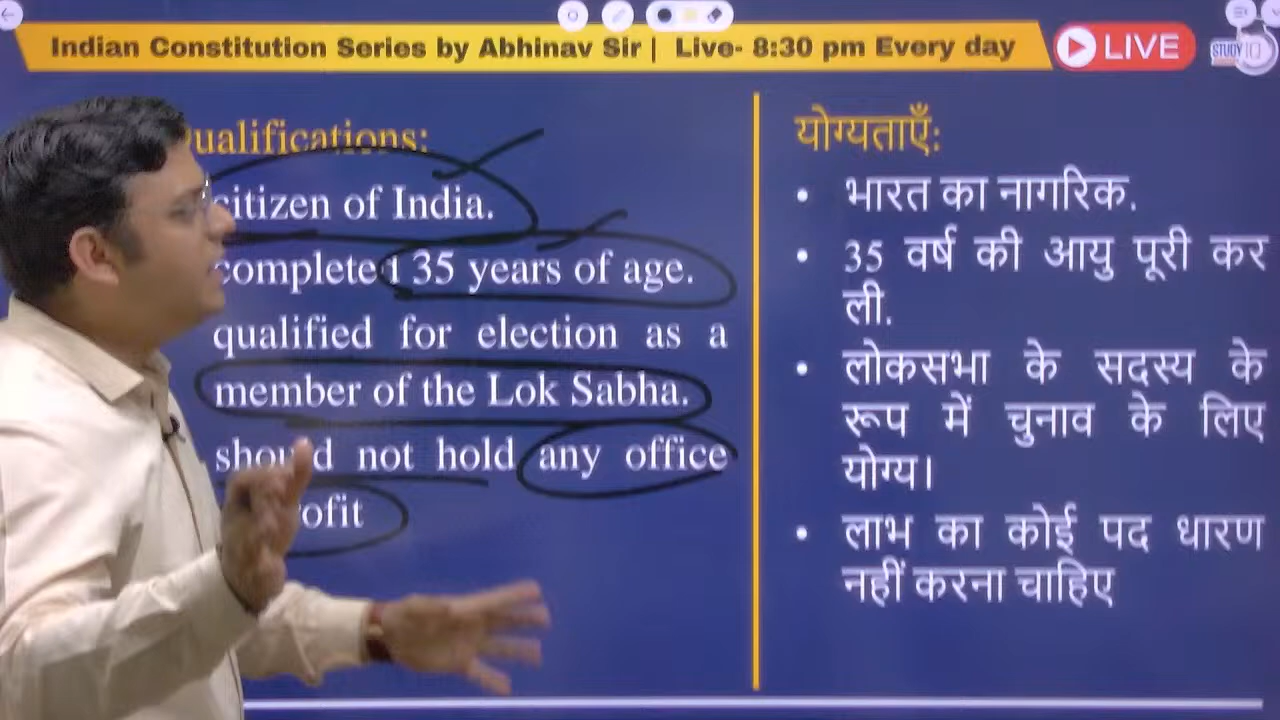 Indian Constitution Series by Abhinav Sir | Live- 8:30 pm Every day
LIVE
STUDY IQ
ualifications:
citizen of India.
complete 35 years of age.
qualified for election as a
member of the Lok Sabha.
not hold any office
ofit
योग्यताएँ:
• भारत का नागरिक.
• 35 वर्ष की आयु पूरी कर
ली.
• लोकसभा के सदस्य के
रूप में चुनाव के लिए
योग्य।
• लाभ का कोई पद धारण
नहीं करना चाहिए